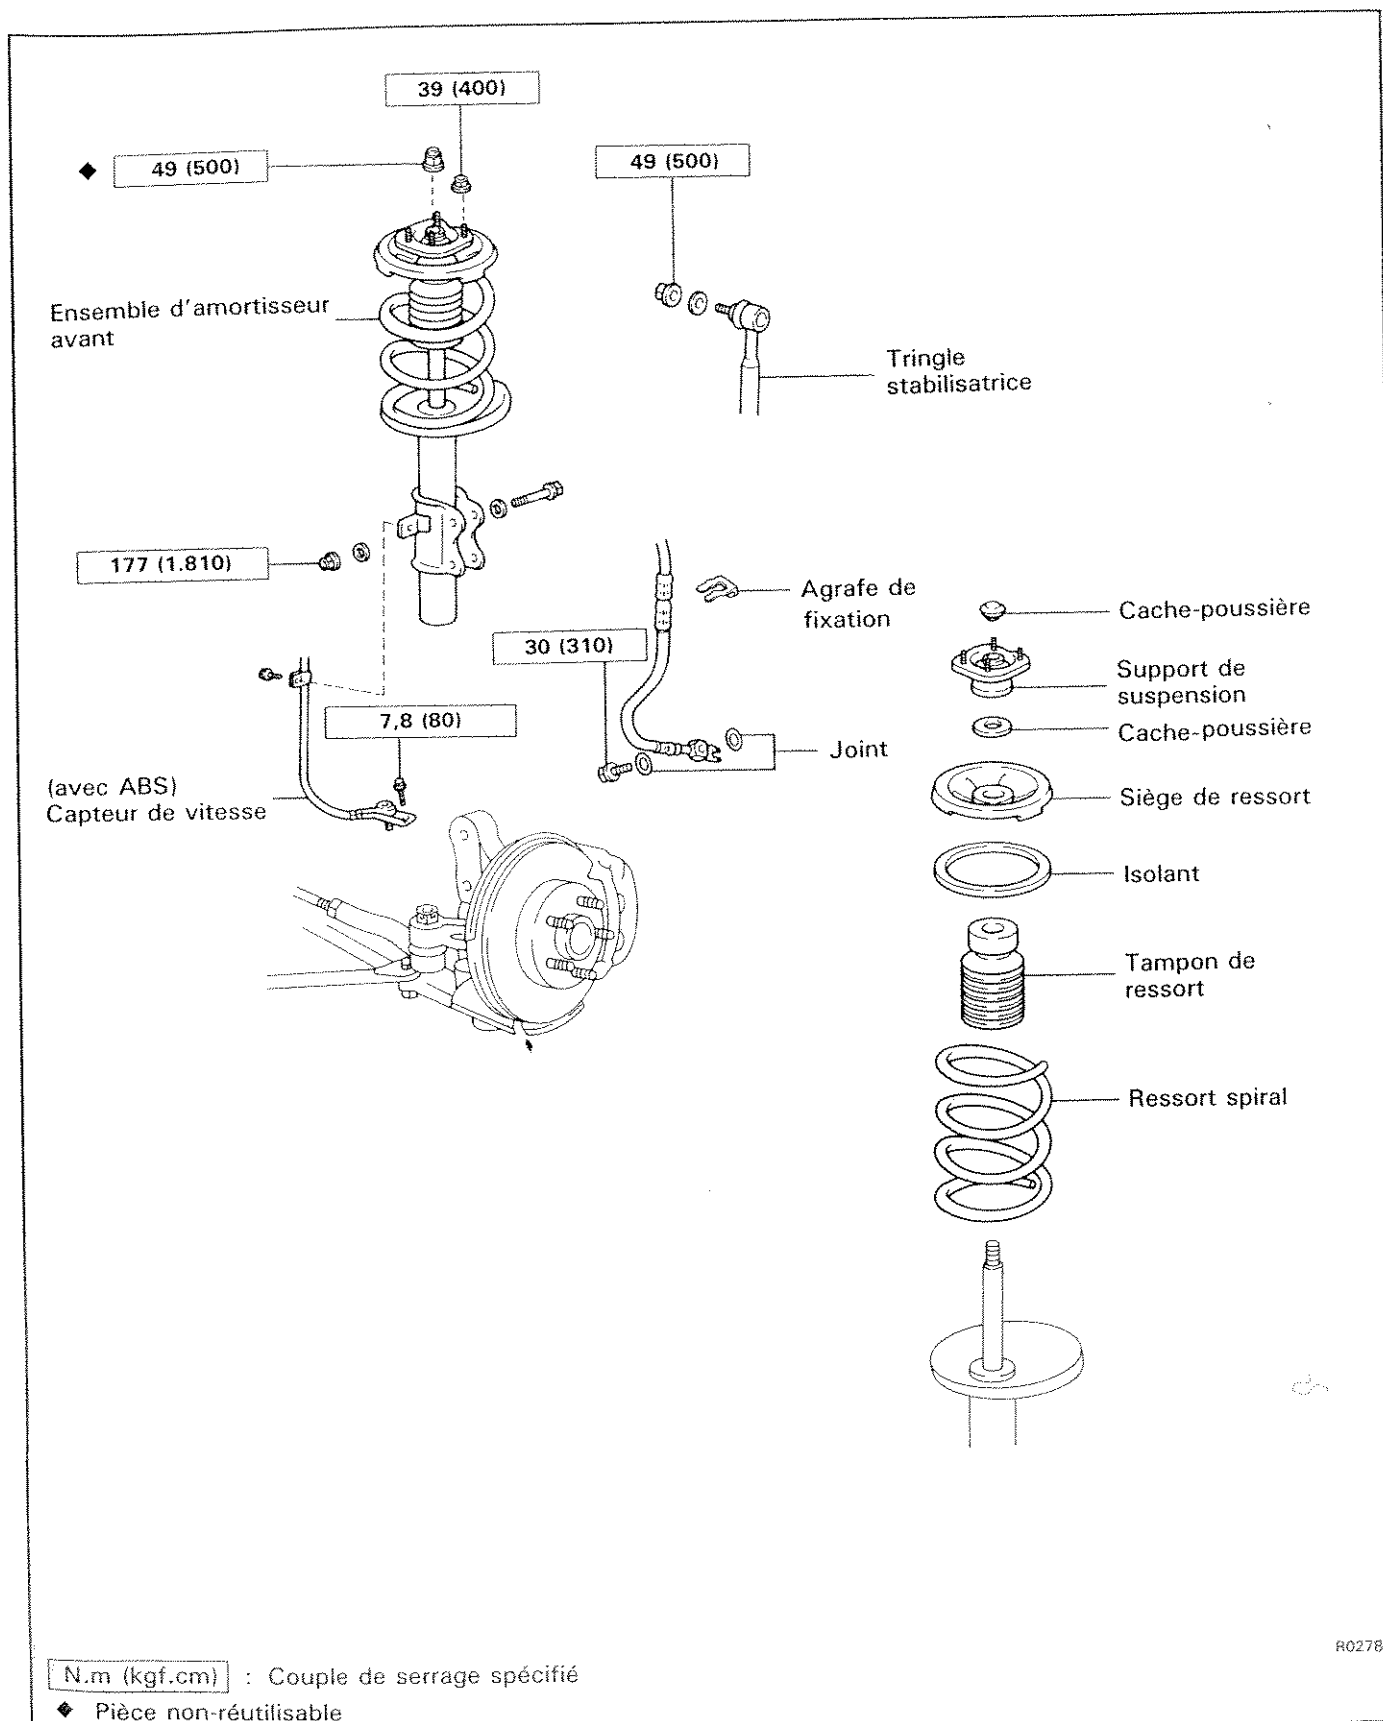 39 (400)
◆ 49 (500)
49 (500)
Ensemble d'amortisseur
avant
Tringle
stabilisatrice
177 (1.810)
Agrafe de
fixation
30 (310)
7,8 (80)
Joint
(avec ABS)
Capteur de vitesse
Cache-poussière
Support de
suspension
Cache-poussière
Siège de ressort
Isolant
Tampon de
ressort
Ressort spiral
R0278
N.m (kgf.cm) : Couple de serrage spécifié
◆ Pièce non-réutilisable